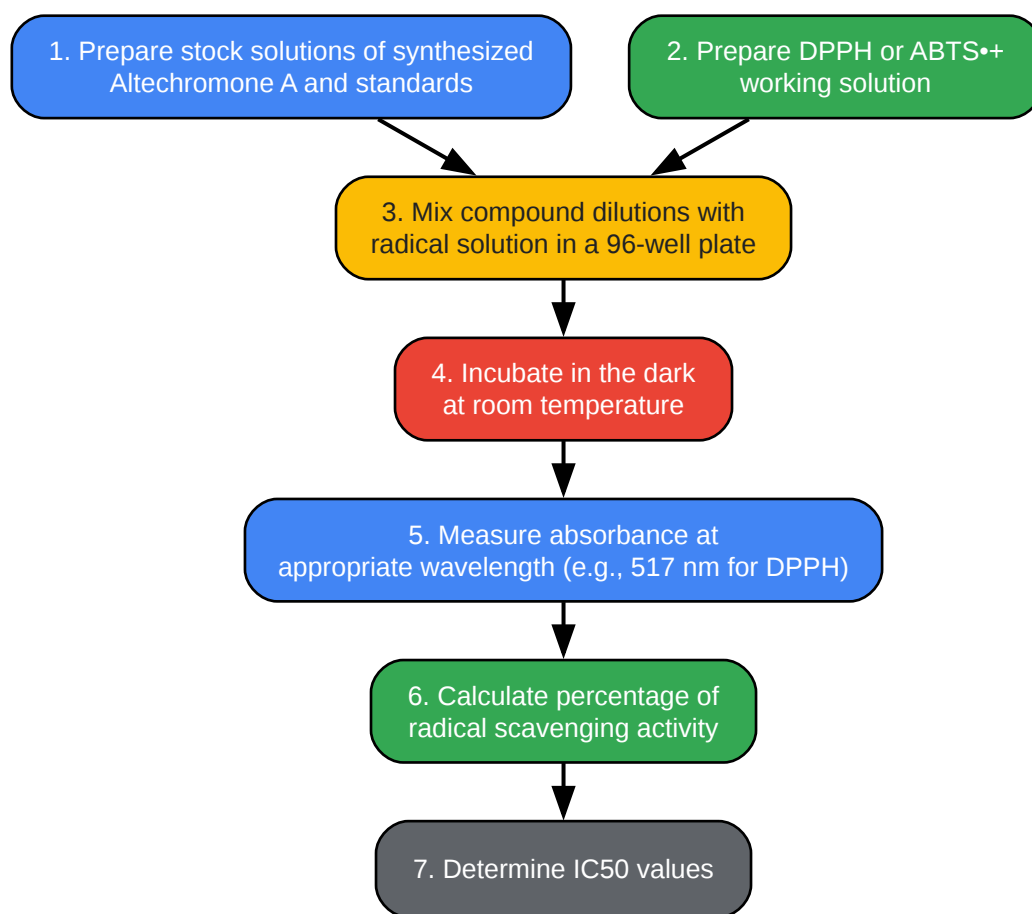 1. Prepare stock solutions of synthesized
Altechromone A and standards
2. Prepare DPPH or ABTS•+
working solution
3. Mix compound dilutions with
radical solution in a 96-well plate
4. Incubate in the dark
at room temperature
5. Measure absorbance at
appropriate wavelength (e.g., 517 nm for DPPH)
6. Calculate percentage of
radical scavenging activity
7. Determine IC50 values